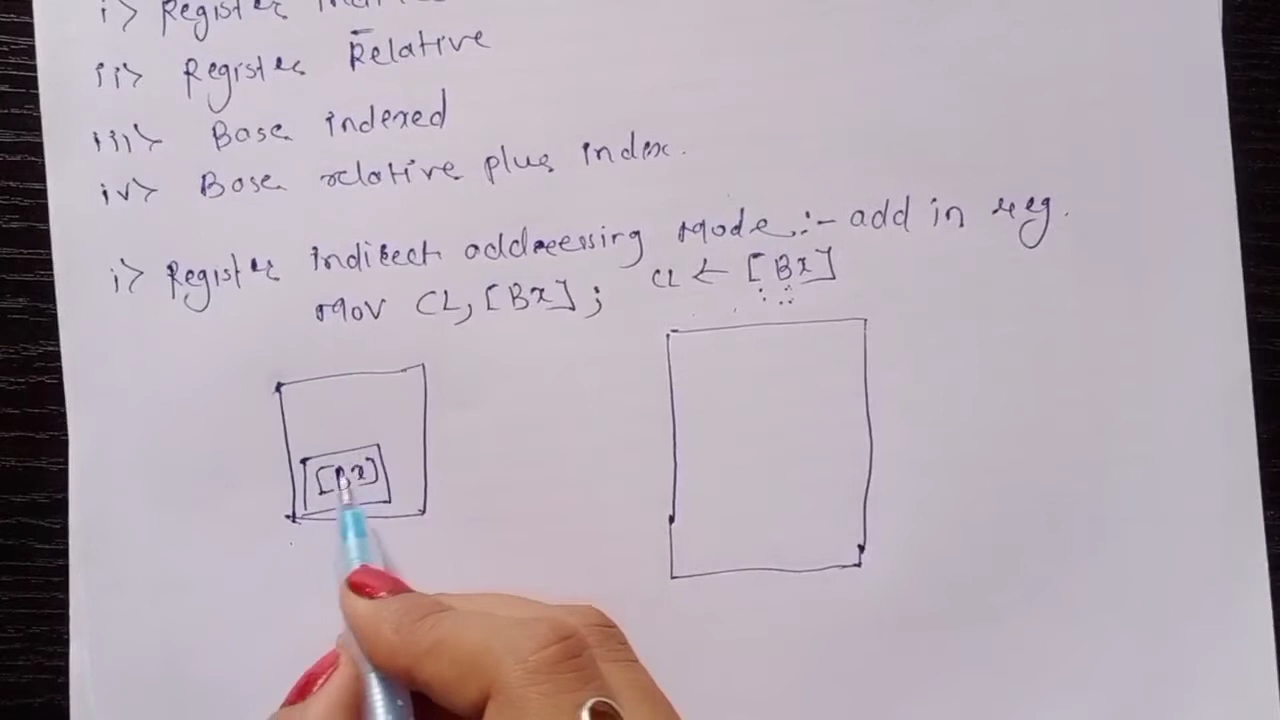 i> Register
ii> Register Relative
iii> Base indexed
iv> Base relative plus index.
i> Register indirect addressing mode :- add in reg.
mov CL, [Bx] ; CL ← [Bx]
[Bx]